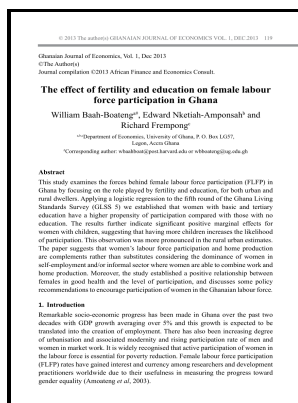 © 2013 The author(s) GHANAIAN JOURNAL OF ECONOMICS VOL. 1, DEC 2013 119
Ghanaian Journal of Economics, Vol. 1, Dec 2013
©The Author(s)
Journal compilation ©2013 African Finance and Economics Consult.
The effect of fertility and education on female labour
force participation in Ghana
William Baah-Boateng, Edward Nketiah-Amponsah and
Richard Frempong
Department of Economics, University of Ghana, P. O. Box LG57,
Legon, Accra Ghana
Corresponding author: wbaahboat@post.harvard.edu or wbboateng@ug.edu.gh
Abstract
This study examines the forces behind female labour force participation (FLFP) in
Ghana by focusing on the role played by fertility and education, for both urban and
rural dwellers. Applying a logistic regression to the fifth round of the Ghana Living
Standards Survey (GLSS 5) we established that women with basic and tertiary
education have a higher propensity of participation compared with those with no
education. The results further indicate significant positive marginal effects for
women with children, suggesting that having more children increases the likelihood
of participation. This observation was more pronounced in the rural urban estimates.
The paper suggests that women's labour force participation and home production
are complements rather than substitutes considering the dominance of women in
self-employment and/or informal sector where women are able to combine work and
home production. Moreover, the study established a positive relationship between
females in good health and the level of participation, and discusses some policy
recommendations to encourage participation of women in the Ghanaian labour force.
1. Introduction
Remarkable socio-economic progress has been made in Ghana over the past two
decades with GDP growth averaging over 5% and this growth is expected to be
translated into the creation of employment. There has also been increasing degree
of urbanisation and associated modernity and rising participation rate of men and
women in market work. It is widely recognised that active participation of women in
the labour force is essential for poverty reduction. Female labour force participation
(FLFP) rates have gained interest and currency among researchers and development
practitioners worldwide due to their usefulness in measuring the progress toward
gender equality (Amoateng et al, 2003).